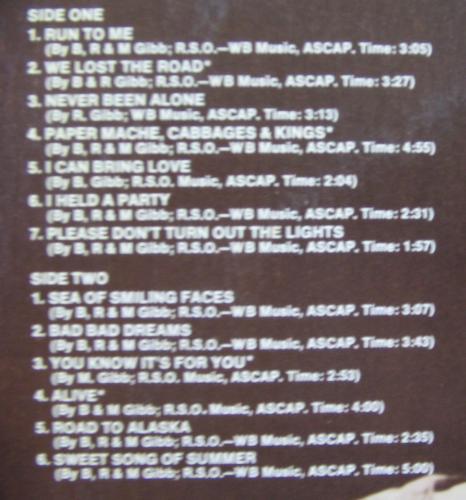 SIDE ONE
1. RUN TO ME
(By B, R & M Gibb; R.S.O.—WB Music, ASCAP. Time: 3:05)
2. WE LOST THE ROAD*
(By B & R Gibb; R.S.O.—WB Music, ASCAP. Time: 3:27)
3. NEVER BEEN ALONE
(By R. Gibb; WB Music, ASCAP. Time: 3:13)
4. PAPER MACHE, CABBAGES & KINGS*
(By B, R & M Gibb; R.S.O.—WB Music, ASCAP. Time: 4:55)
5. I CAN BRING LOVE
(By B. Gibb; R.S.O. Music, ASCAP. Time: 2:04)
6. I HELD A PARTY
(By B, R & M Gibb; R.S.O.—WB Music, ASCAP. Time: 2:31)
7. PLEASE DON'T TURN OUT THE LIGHTS
(By B, R & M Gibb; R.S.O.—WB Music, ASCAP. Time: 1:57)
SIDE TWO
1. SEA OF SMILING FACES
(By B, R & M Gibb; R.S.O.—WB Music, ASCAP. Time: 3:07)
2. BAD BAD DREAMS
(By B, R & M Gibb; R.S.O.—WB Music, ASCAP. Time: 3:43)
3. YOU KNOW IT'S FOR YOU*
(By M. Gibb; R.S.O. Music, ASCAP. Time: 2:53)
4. ALIVE*
(By B & M Gibb; R.S.O. Music, ASCAP. Time: 4:00)
5. ROAD TO ALASKA
(By B, R & M Gibb; R.S.O.—WB Music, ASCAP. Time: 2:35)
6. SWEET SONG OF SUMMER
(By B, R & M Gibb; R.S.O.—WB Music, ASCAP. Time: 5:00)